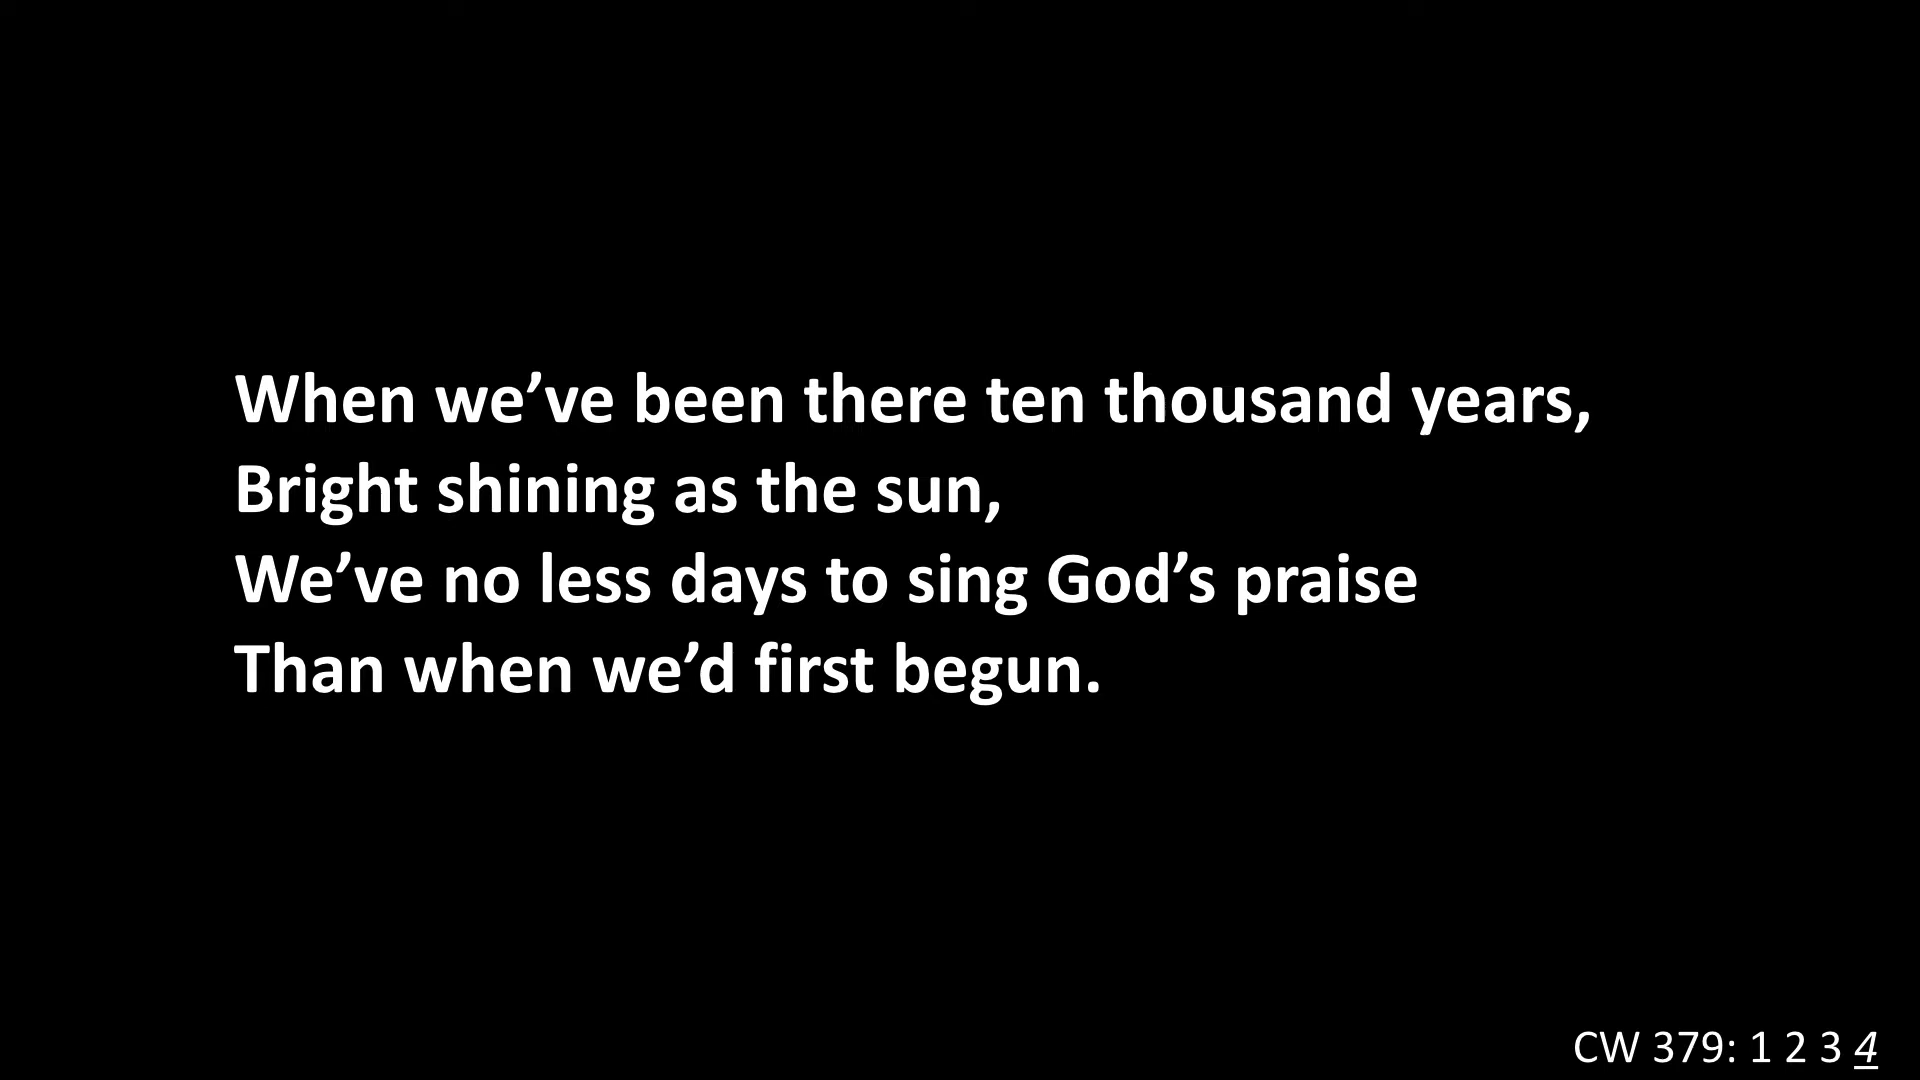 When we’ve been there ten thousand years,
Bright shining as the sun,
We’ve no less days to sing God’s praise
Than when we’d first begun.
CW 379: 1 2 3 4